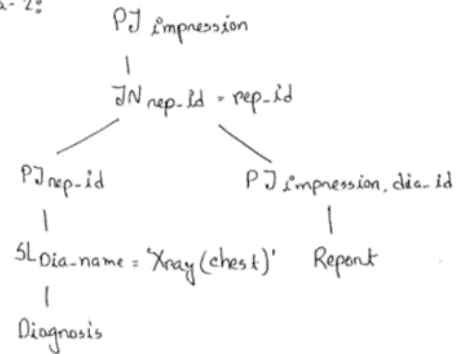 a-2:
PJ impression
JN rep-id = rep-id
PJ rep-id
PJ impression, dia-id
SL Dia-name = 'Xray (chest)'
Report
Diagnosis